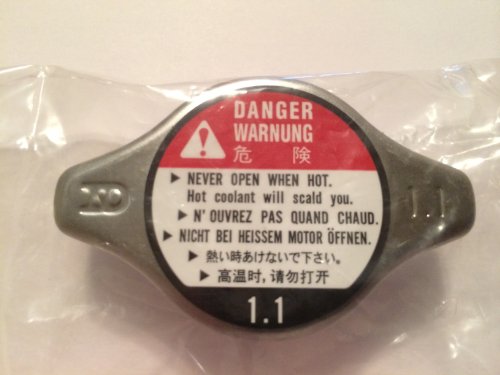 DANGER
WARNUNG
危 険
▶ NEVER OPEN WHEN HOT.
Hot coolant will scald you.
▶ N' OUVREZ PAS QUAND CHAUD.
▶ NICHT BEI HEISSEM MOTOR ÖFFNEN.
▶ 熱い時あけないで下さい。
▶ 高温时,请勿打开
1.1
1.1